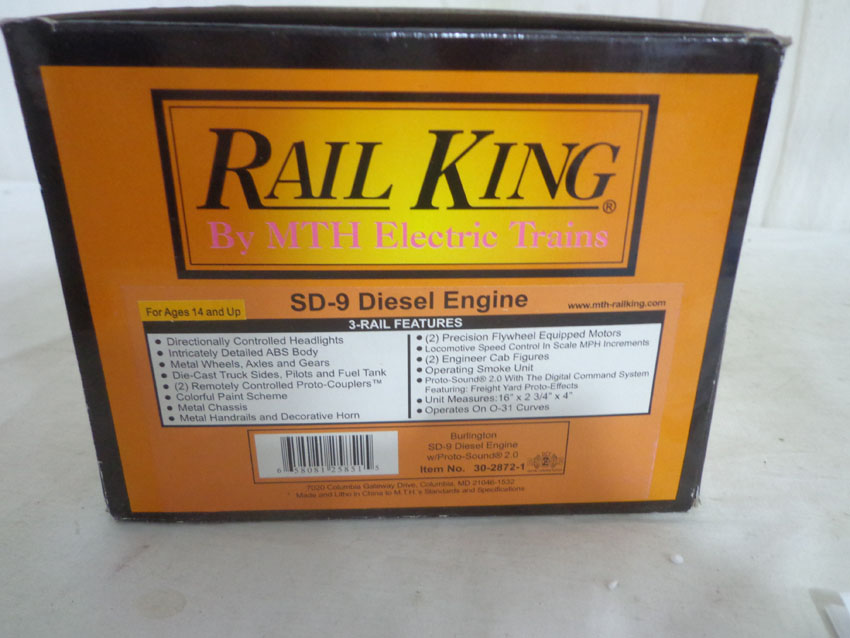 RAIL KING®
By MTH Electric Trains
SD-9 Diesel Engine
For Ages 14 and Up
www.mth-railking.com
3-RAIL FEATURES
• Directionally Controlled Headlights
• Intricately Detailed ABS Body
• Metal Wheels, Axles and Gears
• Die-Cast Truck Sides, Pilots and Fuel Tank
• (2) Remotely Controlled Proto-Couplers™
• Colorful Paint Scheme
• Metal Chassis
• Metal Handrails and Decorative Horn
• (2) Precision Flywheel Equipped Motors
• Locomotive Speed Control In Scale MPH Increments
• (2) Engineer Cab Figures
• Operating Smoke Unit
• Proto-Sound® 2.0 With The Digital Command System
Featuring: Freight Yard Proto-Effects
• Unit Measures:16" x 2 3/4" x 4"
• Operates On O-31 Curves
Burlington
SD-9 Diesel Engine
w/Proto-Sound® 2.0
Item No. 30-2872-1
7020 Columbia Gateway Drive, Columbia, MD 21046-1532
* Made and Litho in China to M.T.H.'s Standards and Specifications